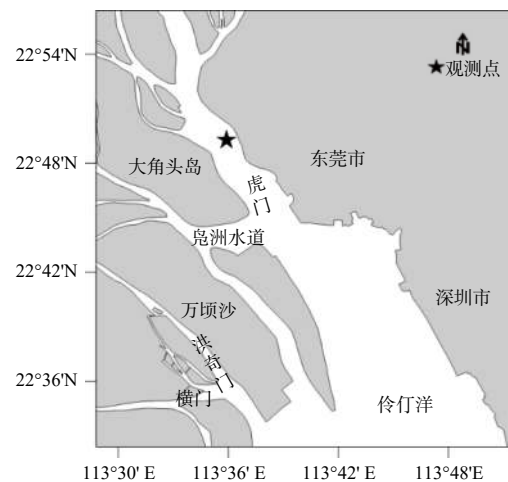 22°54'N
N
★观测点
22°48'N
大角头岛
东莞市
虎门
凫洲水道
22°42'N
深圳市
万顷沙
洪奇门
22°36'N
横门
伶仃洋
113°30' E
113°36' E
113°42' E
113°48' E